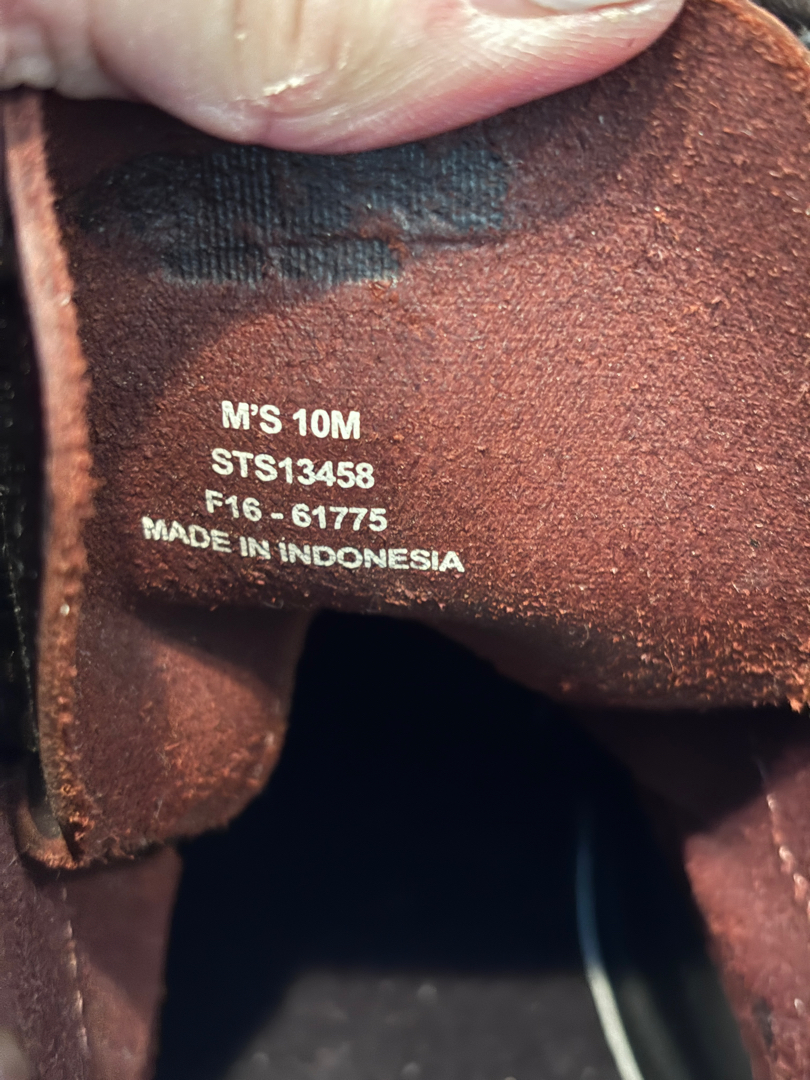 M'S 10M
STS13458
F16 - 61775
MADE IN INDONESIA